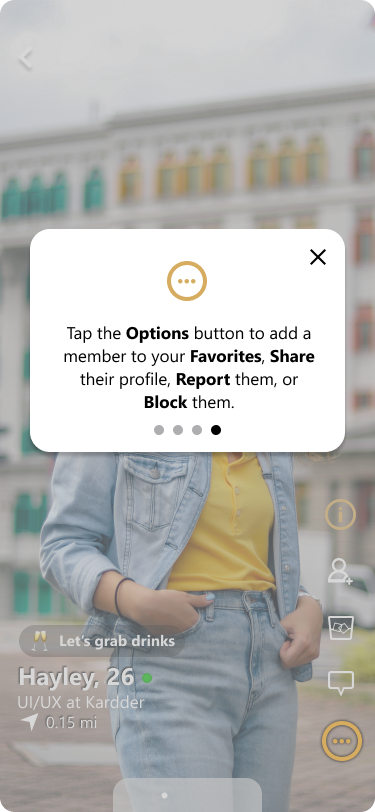 Tap the Options button to add a
member to your Favorites, Share
their profile, Report them, or
Block them.
Let's grab drinks
Hayley, 26
UI/UX at Kardder
0.15 mi